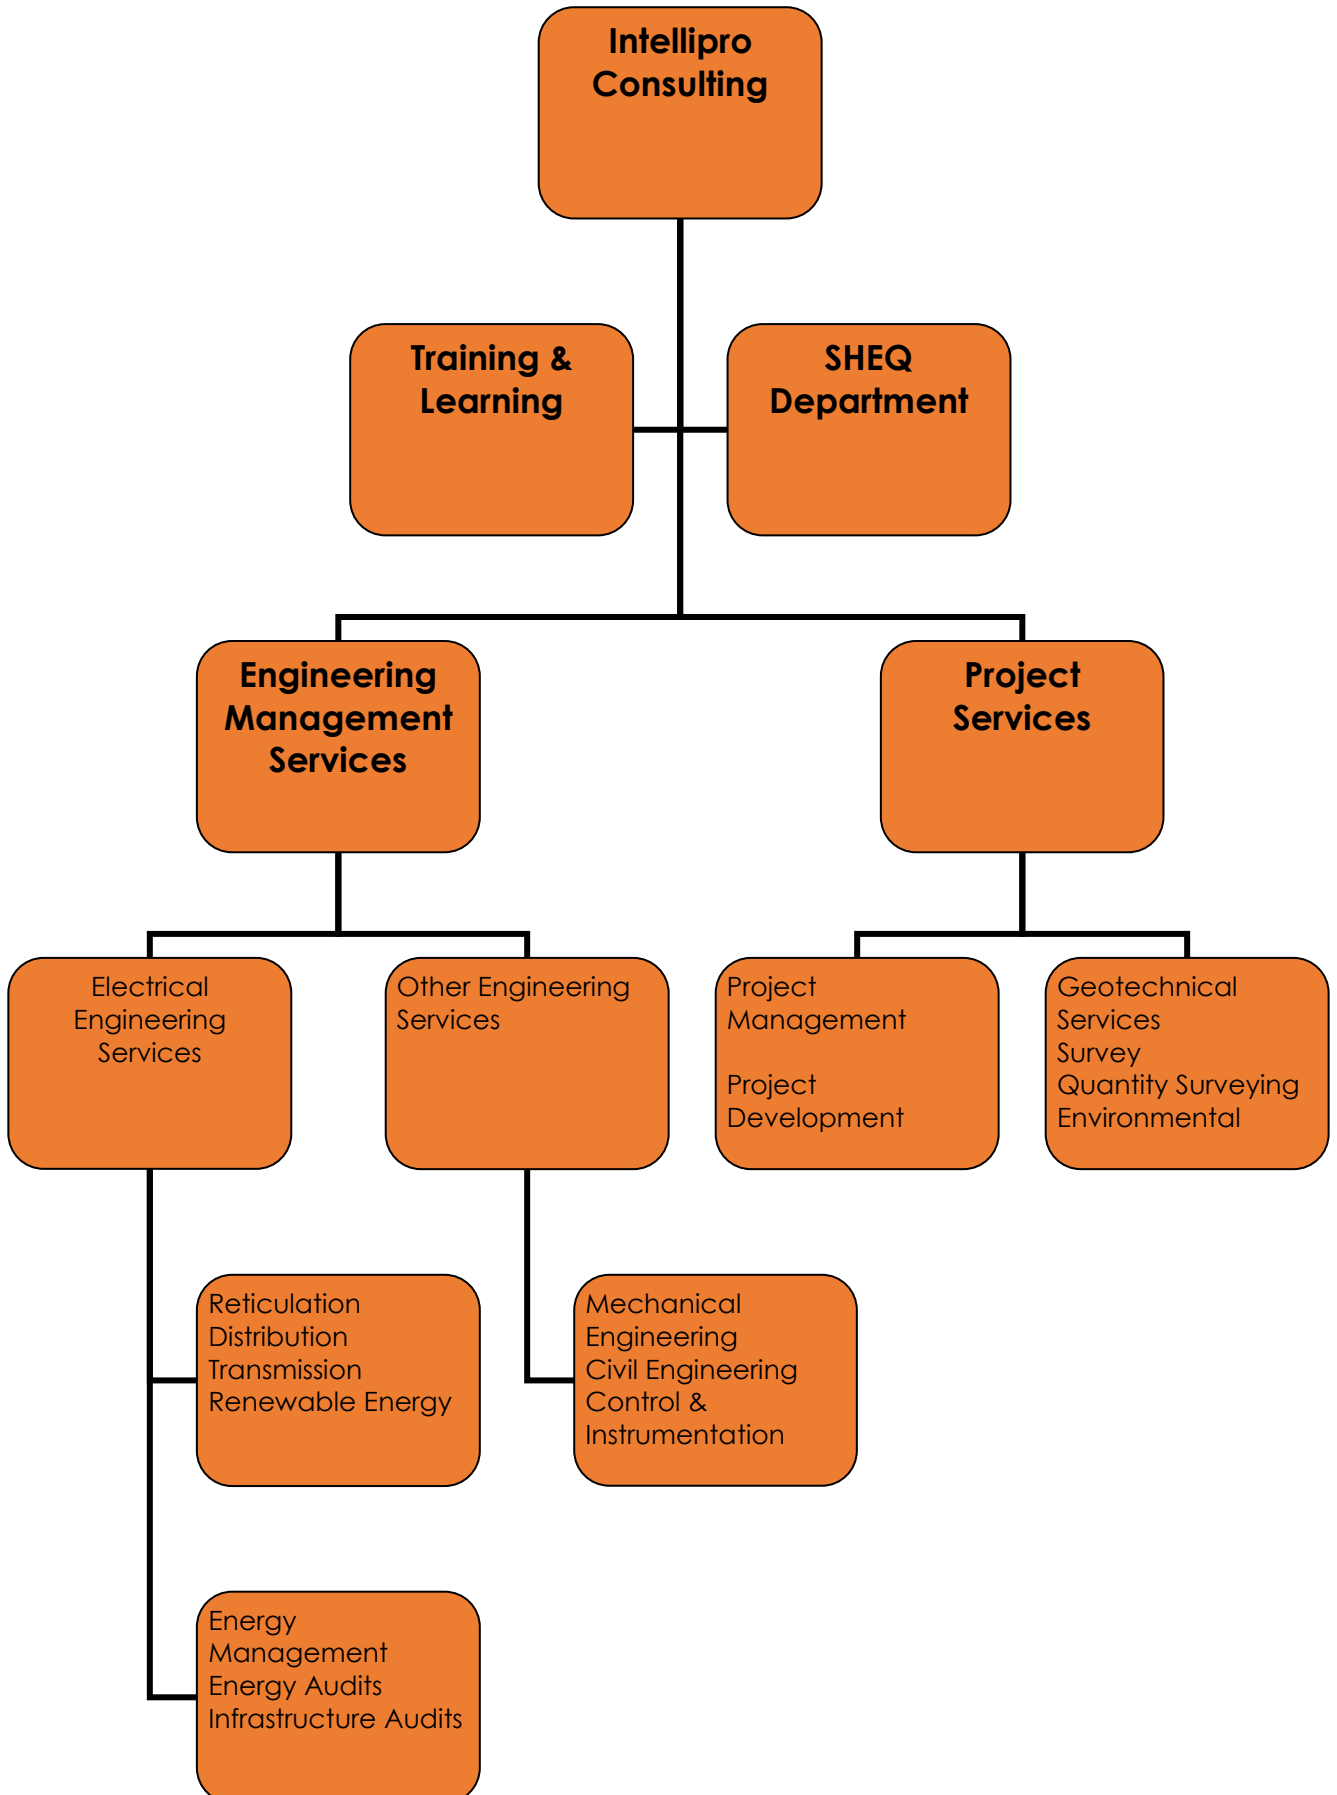 Intellipro
Consulting
Training &
Learning
SHEQ
Department
Engineering
Management
Services
Project
Services
Electrical
Engineering
Services
Other Engineering
Services
Project
Management
Project
Development
Geotechnical
Services
Survey
Quantity Surveying
Environmental
Reticulation
Distribution
Transmission
Renewable Energy
Mechanical
Engineering
Civil Engineering
Control &
Instrumentation
Energy
Management
Energy Audits
Infrastructure Audits